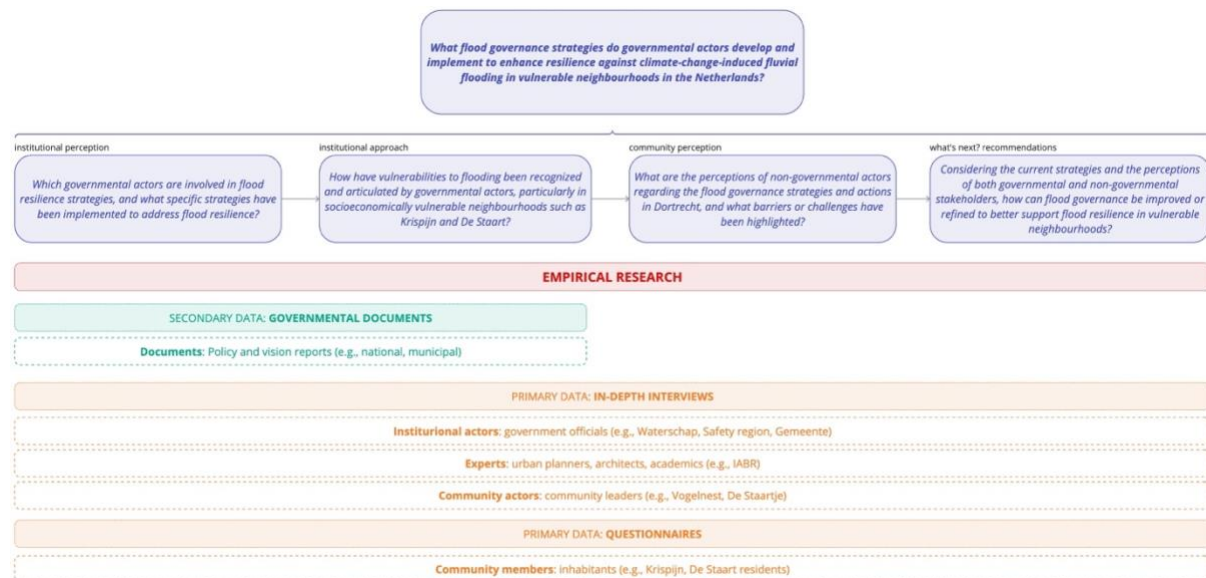 What flood governance strategies do governmental actors develop and
implement to enhance resilience against climate-change-induced fluvial
flooding in vulnerable neighbourhoods in the Netherlands?
institutional perception
Which governmental actors are involved in flood
resilience strategies, and what specific strategies have
been implemented to address flood resilience?
institutional approach
How have vulnerabilities to flooding been recognized
and articulated by governmental actors, particularly in
socioeconomically vulnerable neighbourhoods such as
Krispijn and De Staart?
community perception
What are the perceptions of non-governmental actors
regarding the flood governance strategies and actions
in Dortrecht, and what barriers or challenges have
been highlighted?
what's next? recommendations
Considering the current strategies and the perceptions
of both governmental and non-governmental
stakeholders, how can flood governance be improved or
refined to better support flood resilience in vulnerable
neighbourhoods?
EMPIRICAL RESEARCH
SECONDARY DATA: GOVERNMENTAL DOCUMENTS
Documents: Policy and vision reports (e.g., national, municipal)
PRIMARY DATA: IN-DEPTH INTERVIEWS
Institurional actors: government officials (e.g., Waterschap, Safety region, Gemeente)
Experts: urban planners, architects, academics (e.g., IABR)
Community actors: community leaders (e.g., Vogelnest, De Staartje)
PRIMARY DATA: QUESTIONNAIRES
Community members: inhabitants (e.g., Krispijn, De Staart residents)